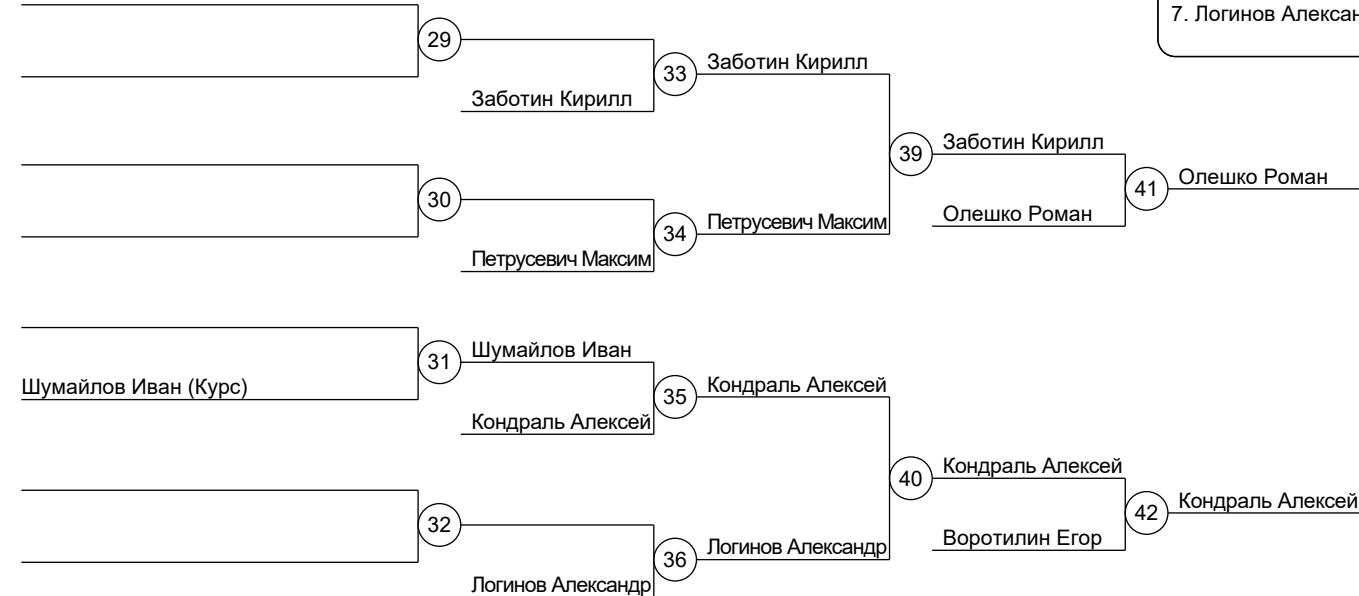 7. Логинов Алексан
29
Заботин Кирилл
33
Заботин Кирилл
39
Заботин Кирилл
41
Олешко Роман
30
Олешко Роман
Петрусевич Максим
34
Петрусевич Максим
31
Шумайлов Иван
Шумайлов Иван (Курс)
35
Кондраль Алексей
Кондраль Алексей
40
Кондраль Алексей
42
Кондраль Алексей
32
Воротилин Егор
36
Логинов Александр
Логинов Александр